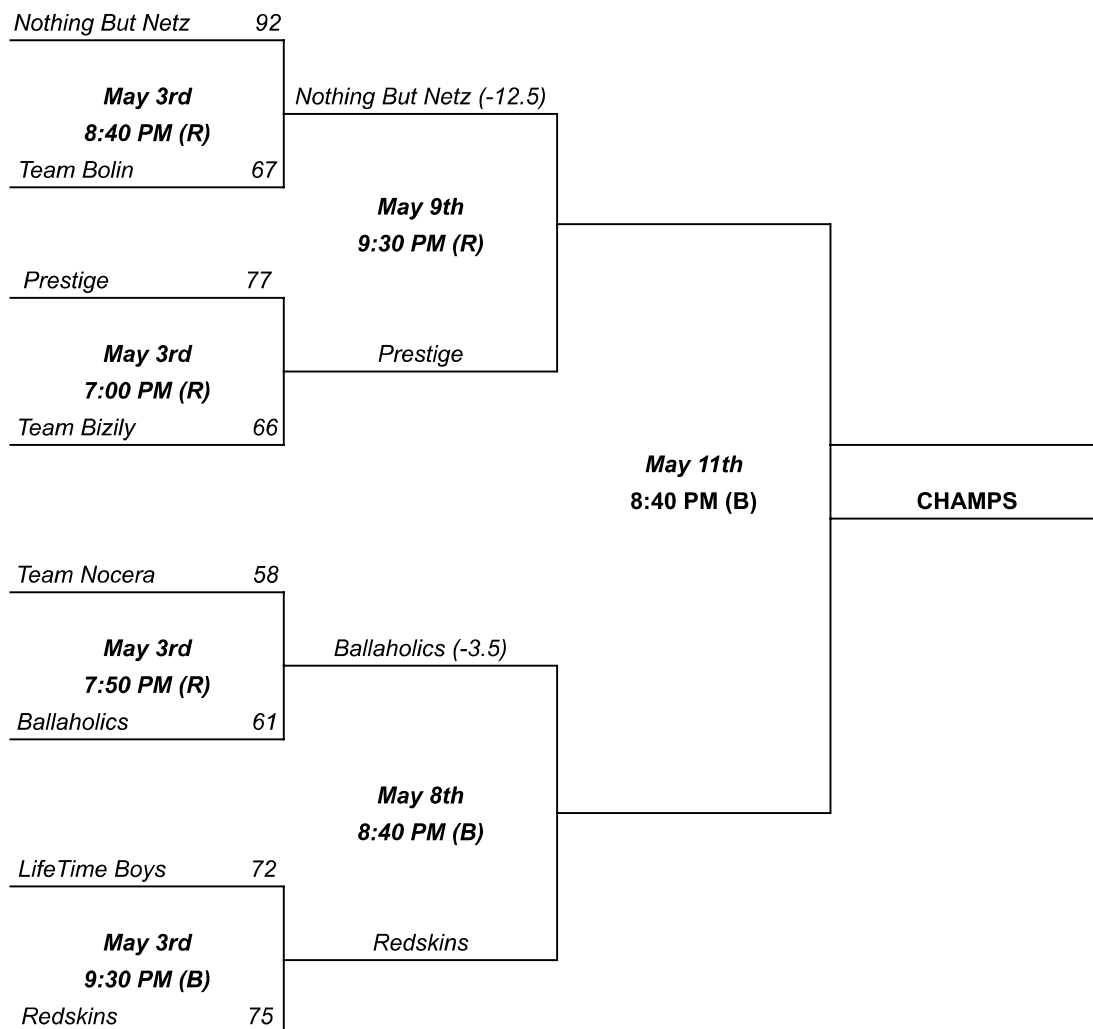 Nothing But Netz 92
May 3rd
8:40 PM (R)
Team Bolin 67
Nothing But Netz (-12.5)
May 9th
9:30 PM (R)
Prestige 77
May 3rd
7:00 PM (R)
Team Bizily 66
Prestige
May 11th
8:40 PM (B)
CHAMPS
Team Nocera 58
May 3rd
7:50 PM (R)
Ballaholics 61
Ballaholics (-3.5)
May 8th
8:40 PM (B)
LifeTime Boys 72
May 3rd
9:30 PM (B)
Redskins 75
Redskins